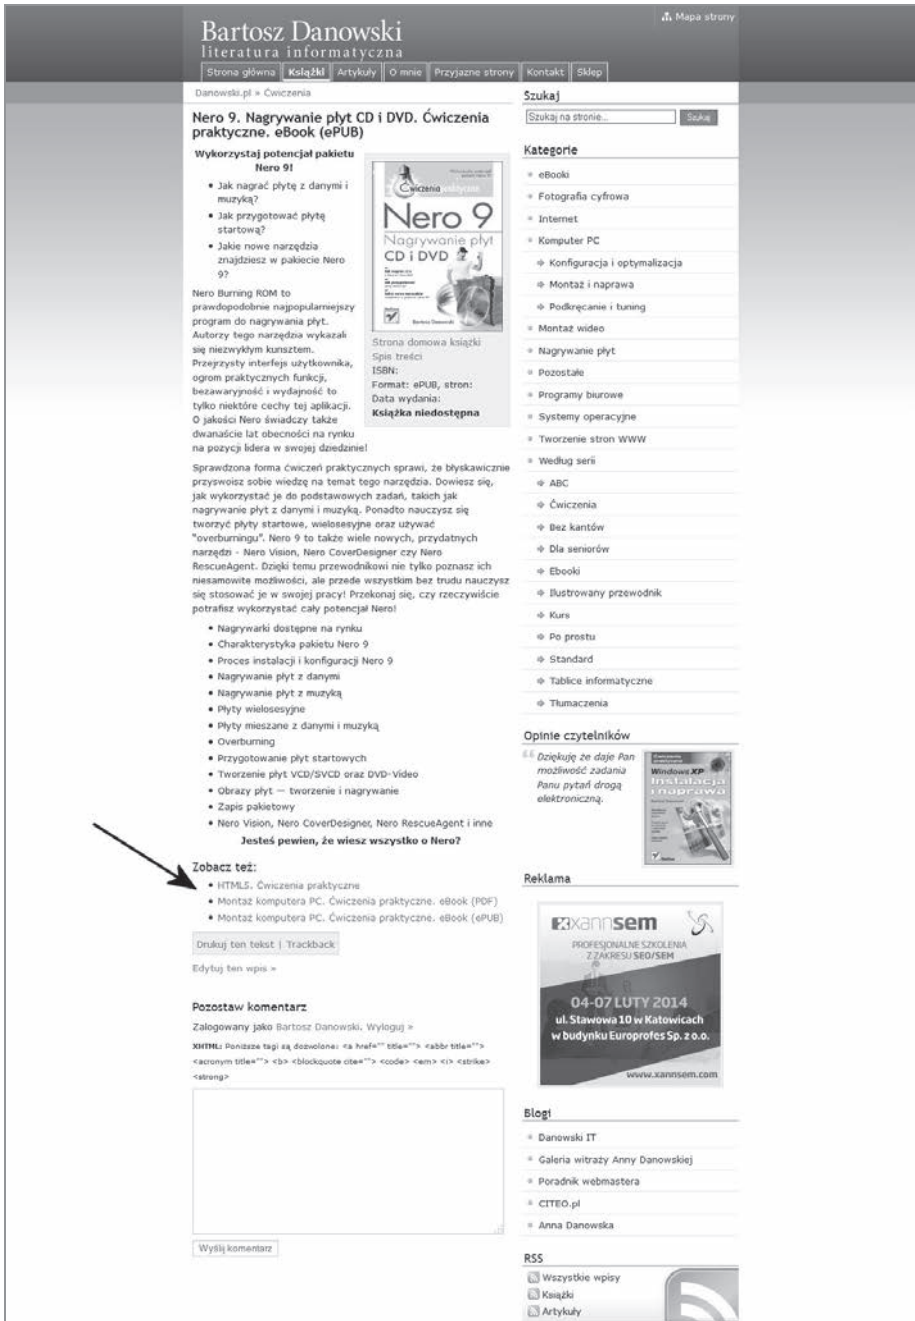 Mapa strony
Bartosz Danowski
literatura informatyczna
Strona główna Książki Artykuły O mnie Przyjazne strony Kontakt Sklep
Danowski.pl » Ćwiczenia
Nero 9. Nagrywanie płyt CD i DVD. Ćwiczenia
praktyczne. eBook (ePUB)
Wykorzystaj potencjał pakietu
Nero 9!
• Jak nagrać płytę z danymi i
muzyką?
• Jak przygotować płytę
startową?
• Jakie nowe narzędzia
znajdziesz w pakiecie Nero
9?
Nero Burning ROM to
prawdopodobnie najpopularniejszy
program do nagrywania płyt.
Autorzy tego narzędzia wykazali
się niezwykłym kunsztem.
Przejrzysty interfejs użytkownika,
ogrom praktycznych funkcji,
bezawaryjność i wydajność to
tylko niektóre cechy tej aplikacji.
O jakości Nero świadczy także
dwanaście lat obecności na rynku
na pozycji lidera w swojej dziedzinie!
Ćwiczenia praktyczne
Nero 9
Nagrywanie płyt
CD i DVD
Bartosz Danowski
Strona domowa książki
Spis treści
ISBN:
Format: ePUB, stron:
Data wydania:
Książka niedostępna
Sprawdzona forma ćwiczeń praktycznych sprawi, że błyskawicznie
przyswoisz sobie wiedzę na temat tego narzędzia. Dowiesz się,
jak wykorzystać je do podstawowych zadań, takich jak
nagrywanie płyt z danymi i muzyką. Ponadto nauczysz się
tworzyć płyty startowe, wielosesyjne oraz używać
"overburningu". Nero 9 to także wiele nowych, przydatnych
narzędzi - Nero Vision, Nero CoverDesigner czy Nero
RescueAgent. Dzięki temu przewodnikowi nie tylko poznasz ich
niesamowite możliwości, ale przede wszystkim bez trudu nauczysz
się stosować je w swojej pracy! Przekonaj się, czy rzeczywiście
potrafisz wykorzystać cały potencjał Nero!
• Nagrywarki dostępne na rynku
• Charakterystyka pakietu Nero 9
• Proces instalacji i konfiguracji Nero 9
• Nagrywanie płyt z danymi
• Nagrywanie płyt z muzyką
• Płyty wielosesyjne
• Płyty mieszane z danymi i muzyką
• Overburning
• Przygotowanie płyt startowych
• Tworzenie płyt VCD/SVCD oraz DVD-Video
• Obrazy płyt — tworzenie i nagrywanie
• Zapis pakietowy
• Nero Vision, Nero CoverDesigner, Nero RescueAgent i inne
Jesteś pewien, że wiesz wszystko o Nero?
Zobacz też:
• HTML5. Ćwiczenia praktyczne
• Montaż komputera PC. Ćwiczenia praktyczne. eBook (PDF)
• Montaż komputera PC. Ćwiczenia praktyczne. eBook (ePUB)
Drukuj ten tekst | Trackback
Edytuj ten wpis »
Pozostaw komentarz
Zalogowany jako Bartosz Danowski. Wyloguj »
XHTML: Poniższe tagi są dozwolone: <a href="" title=""> <abbr title="">
<acronym title=""> <b> <blockquote cite=""> <code> <em> <i> <strike>
<strong>
Wyślij komentarz
Szukaj
Szukaj na stronie... Szukaj
Kategorie
eBooki
Fotografia cyfrowa
Internet
Komputer PC
Konfiguracja i optymalizacja
Montaż i naprawa
Podkręcanie i tuning
Montaż wideo
Nagrywanie płyt
Pozostałe
Programy biurowe
Systemy operacyjne
Tworzenie stron WWW
Według serii
ABC
Ćwiczenia
Bez kantów
Dla seniorów
Ebooki
Ilustrowany przewodnik
Kurs
Po prostu
Standard
Tablice informatyczne
Tłumaczenia
Opinie czytelników
“ Dziękuję że daje Pan
możliwość zadania
Panu pytań drogą
elektroniczną.
Windows XP
Instalacja
i naprawa
Reklama
xannsem
PROFESJONALNE SZKOLENIA
Z ZAKRESU SEO/SEM
04-07 LUTY 2014
ul. Stawowa 10 w Katowicach
w budynku Europrofes Sp. z o.o.
www.xannsem.com
Blogi
Danowski IT
Galeria witraży Anny Danowskiej
Poradnik webmastera
CITEO.pl
Anna Danowska
RSS
Wszystkie wpisy
Książki
Artykuły